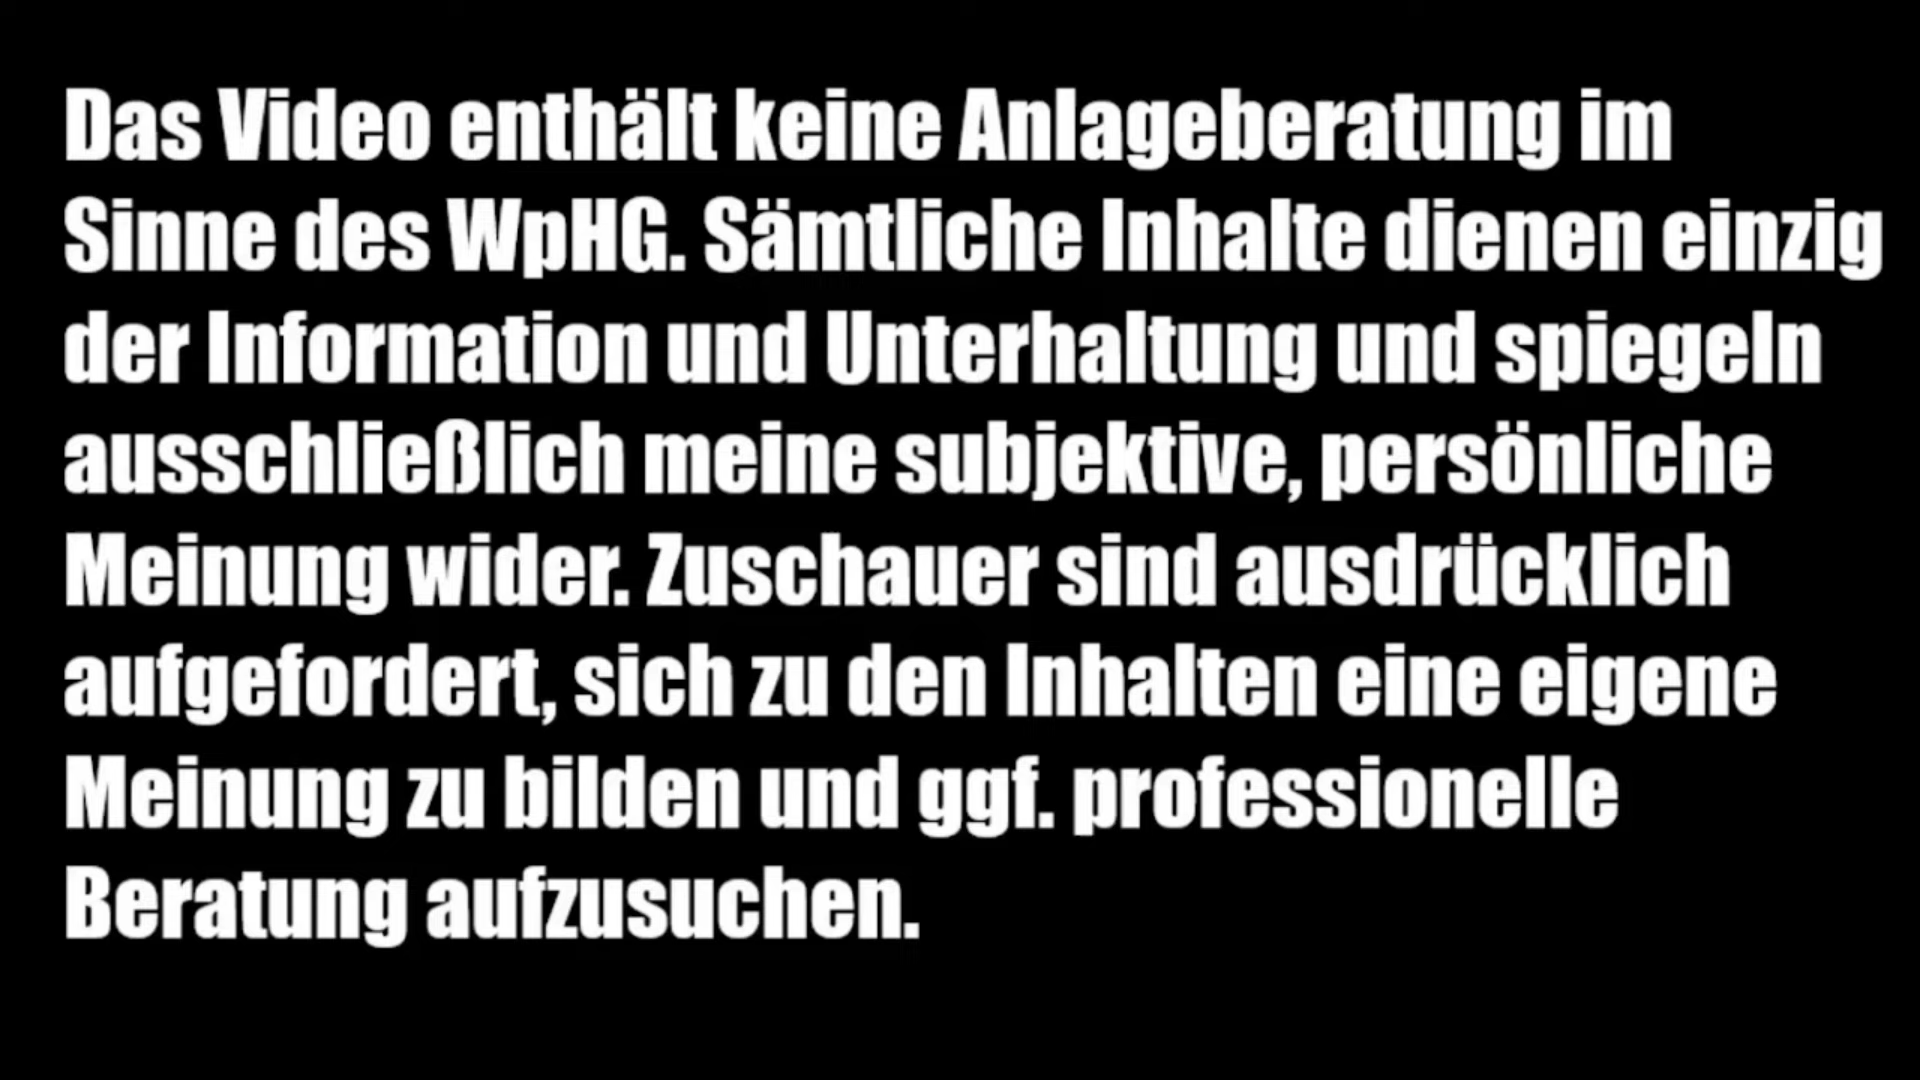 Das Video enthält keine Anlageberatung im
Sinne des WpHG. Sämtliche Inhalte dienen einzig
der Information und Unterhaltung und spiegeln
ausschließlich meine subjektive, persönliche
Meinung wider. Zuschauer sind ausdrücklich
aufgefordert, sich zu den Inhalten eine eigene
Meinung zu bilden und ggf. professionelle
Beratung aufzusuchen.